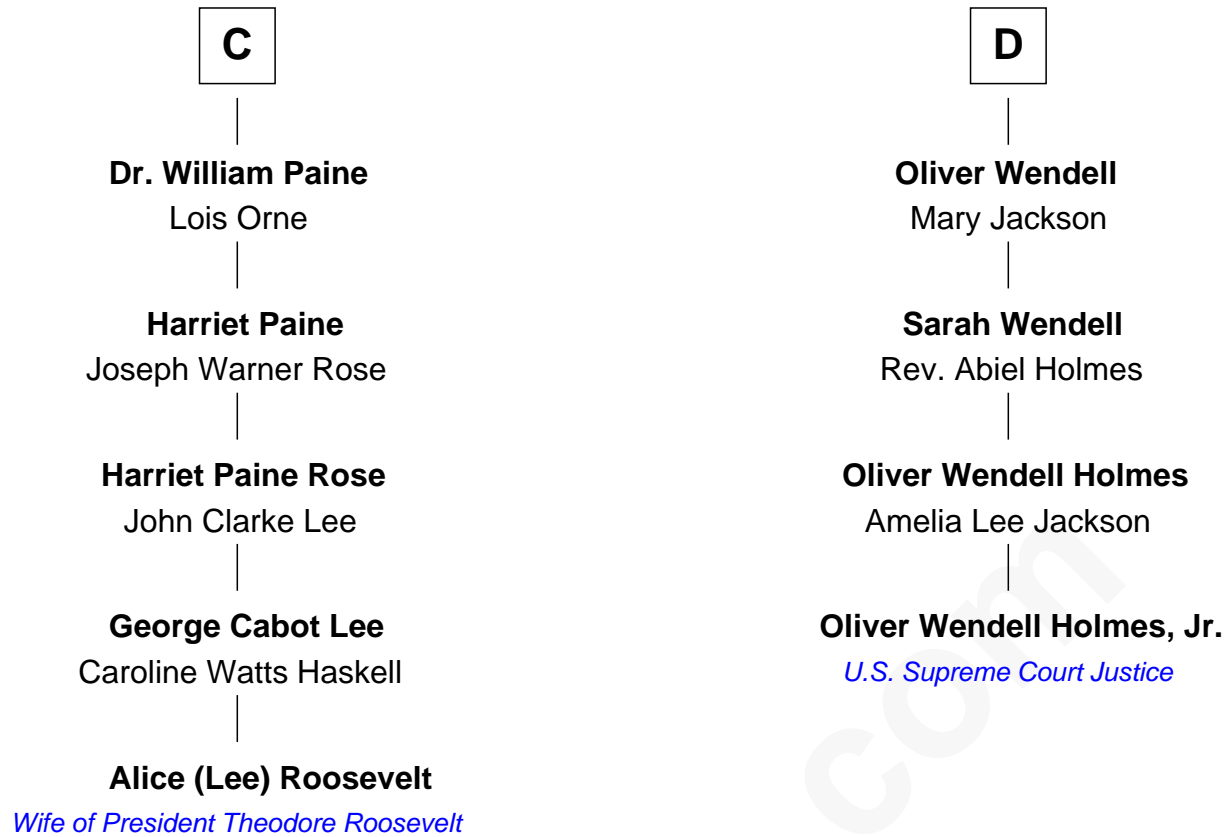 C
Dr. William Paine
Lois Orne
Harriet Paine
Joseph Warner Rose
Harriet Paine Rose
John Clarke Lee
George Cabot Lee
Caroline Watts Haskell
Alice (Lee) Roosevelt
Wife of President Theodore Roosevelt
D
Oliver Wendell
Mary Jackson
Sarah Wendell
Rev. Abiel Holmes
Oliver Wendell Holmes
Amelia Lee Jackson
Oliver Wendell Holmes, Jr.
U.S. Supreme Court Justice
com